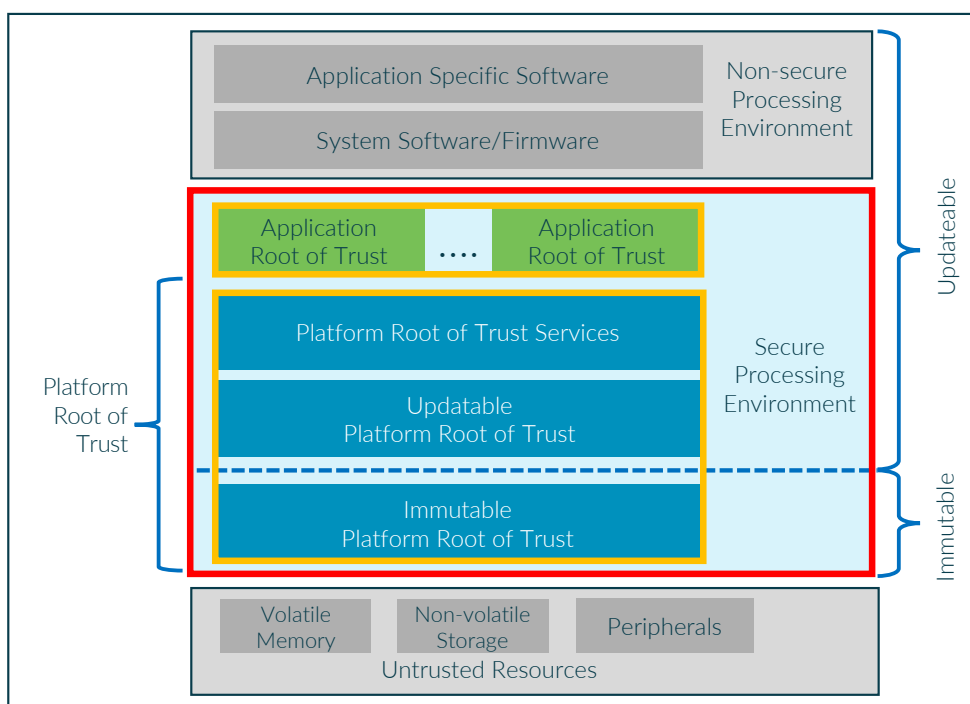 Application Specific Software
System Software/Firmware
Non-secure
Processing
Environment
Application
Root of Trust
....
Application
Root of Trust
Platform Root of Trust Services
Updatable
Platform Root of Trust
Immutable
Platform Root of Trust
Secure
Processing
Environment
Platform
Root of
Trust
Updateable
Immutable
Volatile
Memory
Non-volatile
Storage
Peripherals
Untrusted Resources